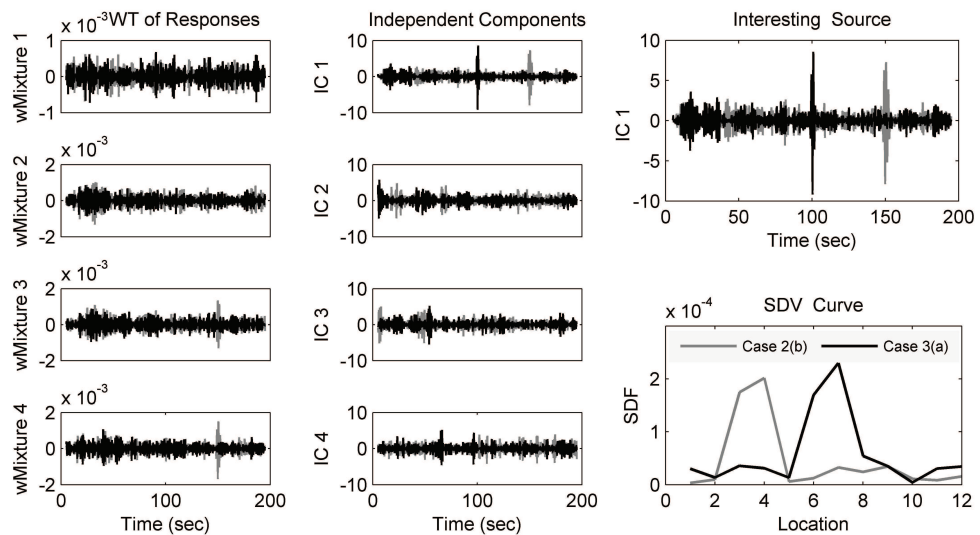 x 10⁻³ WT of Responses
1
0
-1
wMixture 1
x 10⁻³
2
0
-2
wMixture 2
x 10⁻³
2
0
-2
wMixture 3
x 10⁻³
2
0
-2
wMixture 4
0
100
200
Time (sec)
Independent Components
10
0
-10
IC 1
10
0
-10
IC 2
10
0
-10
IC 3
10
0
-10
IC 4
0
100
200
Time (sec)
Interesting Source
10
5
0
-5
-10
IC 1
0
50
100
150
200
Time (sec)
x 10⁻⁴
SDV Curve
Case 2(b)
Case 3(a)
2
1
0
SDF
0
2
4
6
8
10
12
Location